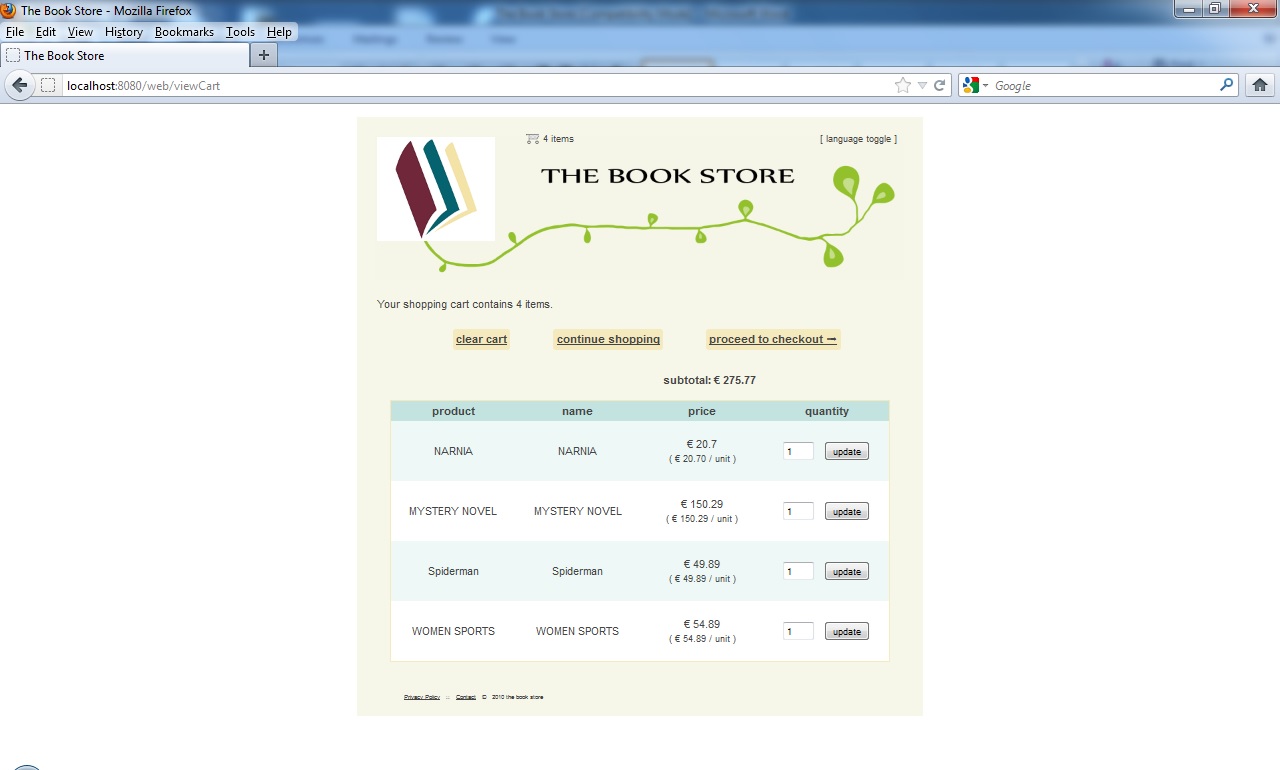 The Book Store - Mozilla Firefox
File Edit View History Bookmarks Tools Help
The Book Store
localhost:8080/web/viewCart
Google
4 items
[ language toggle ]
THE BOOK STORE
Your shopping cart contains 4 items.
clear cart continue shopping proceed to checkout ➞
subtotal: € 275.77
product name price quantity
NARNIA NARNIA € 20.7
( € 20.70 / unit )
1 update
MYSTERY NOVEL MYSTERY NOVEL € 150.29
( € 150.29 / unit )
1 update
Spiderman Spiderman € 49.89
( € 49.89 / unit )
1 update
WOMEN SPORTS WOMEN SPORTS € 54.89
( € 54.89 / unit )
1 update
Privacy Policy :: Contact © 2010 the book store